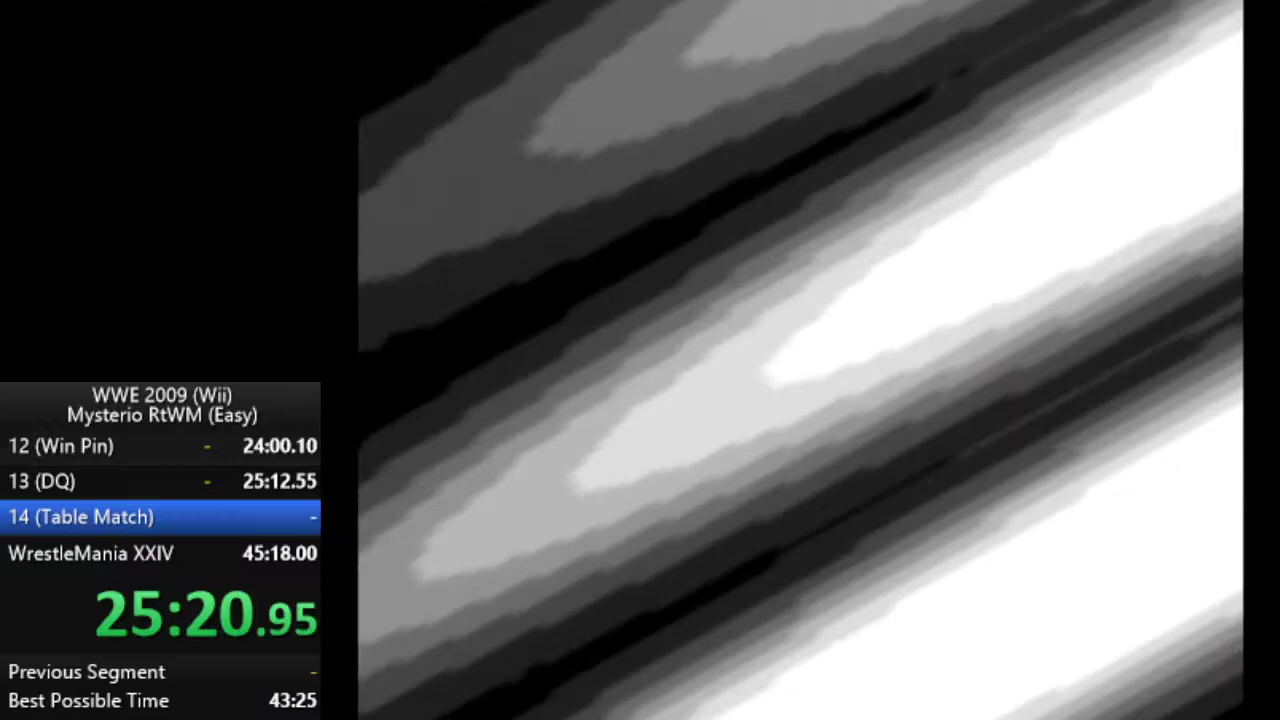 WWE 2009 (Wii)
Mysterio RtWM (Easy)
12 (Win Pin) - 24:00.10
13 (DQ) - 25:12.55
14 (Table Match) -
WrestleMania XXIV 45:18.00
25:20.95
Previous Segment -
Best Possible Time 43:25